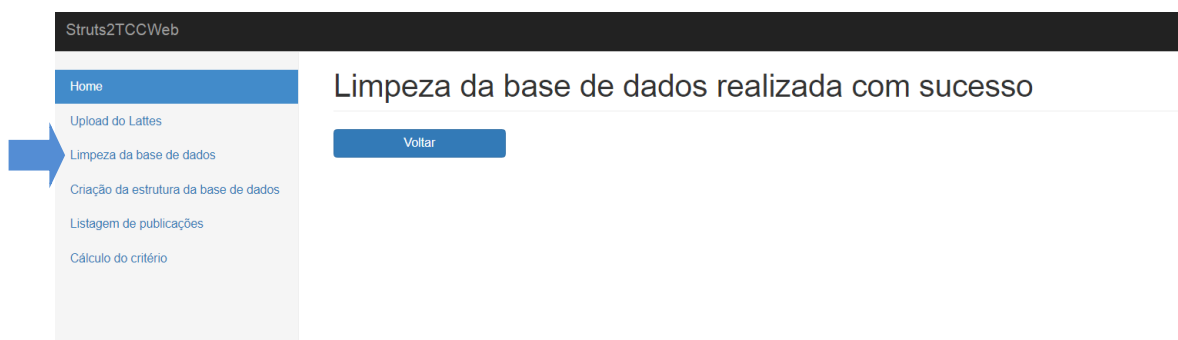 Struts2TCCWeb
Home
Upload do Lattes
Limpeza da base de dados
Criação da estrutura da base de dados
Listagem de publicações
Cálculo do critério
Limpeza da base de dados realizada com sucesso
Voltar